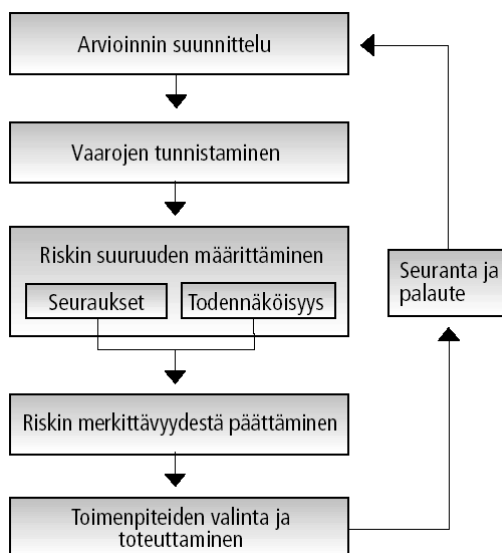 Arvioinnin suunnittelu
Vaarojen tunnistaminen
Riskin suuruuden määrittäminen
Seuraukset
Todennäköisyys
Riskin merkittävyydestä päättäminen
Toimenpiteiden valinta ja
toteuttaminen
Seuranta ja
palaute